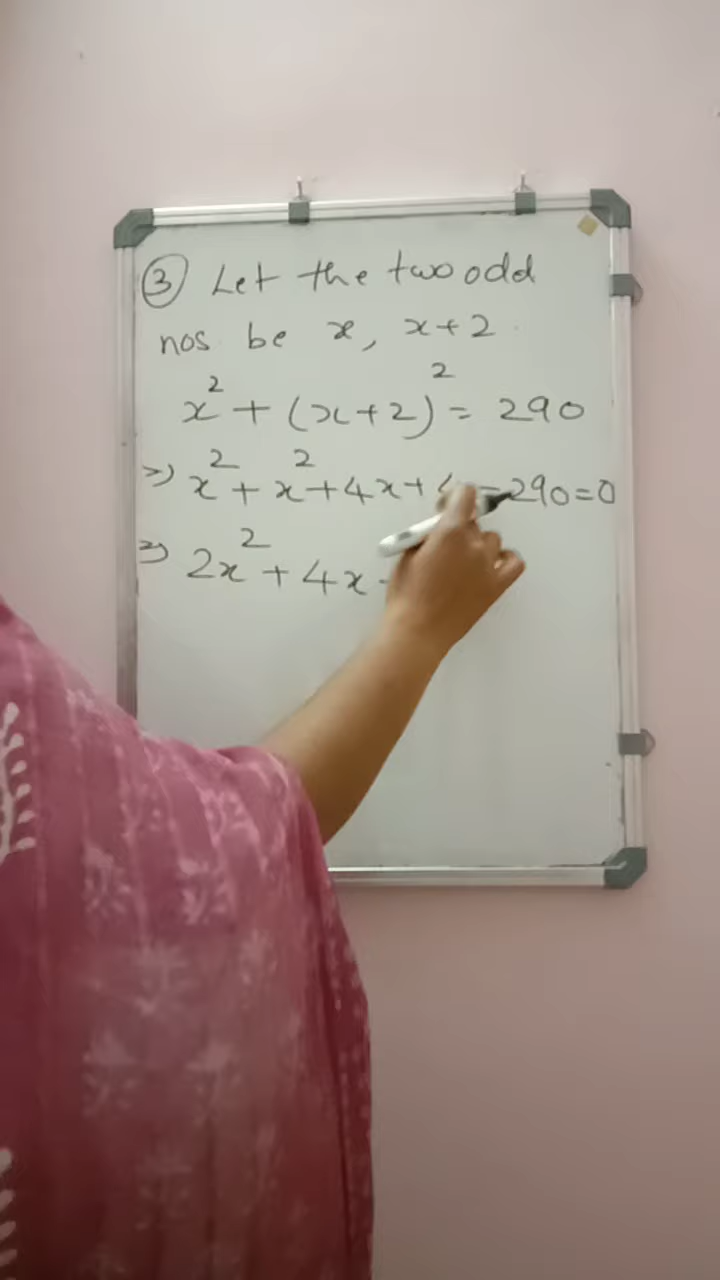 ③ Let the two odd
nos be x, x+2
x² + (x+2)² = 290
=> x² + x² + 4x + 4 - 290 = 0
=> 2x² + 4x -